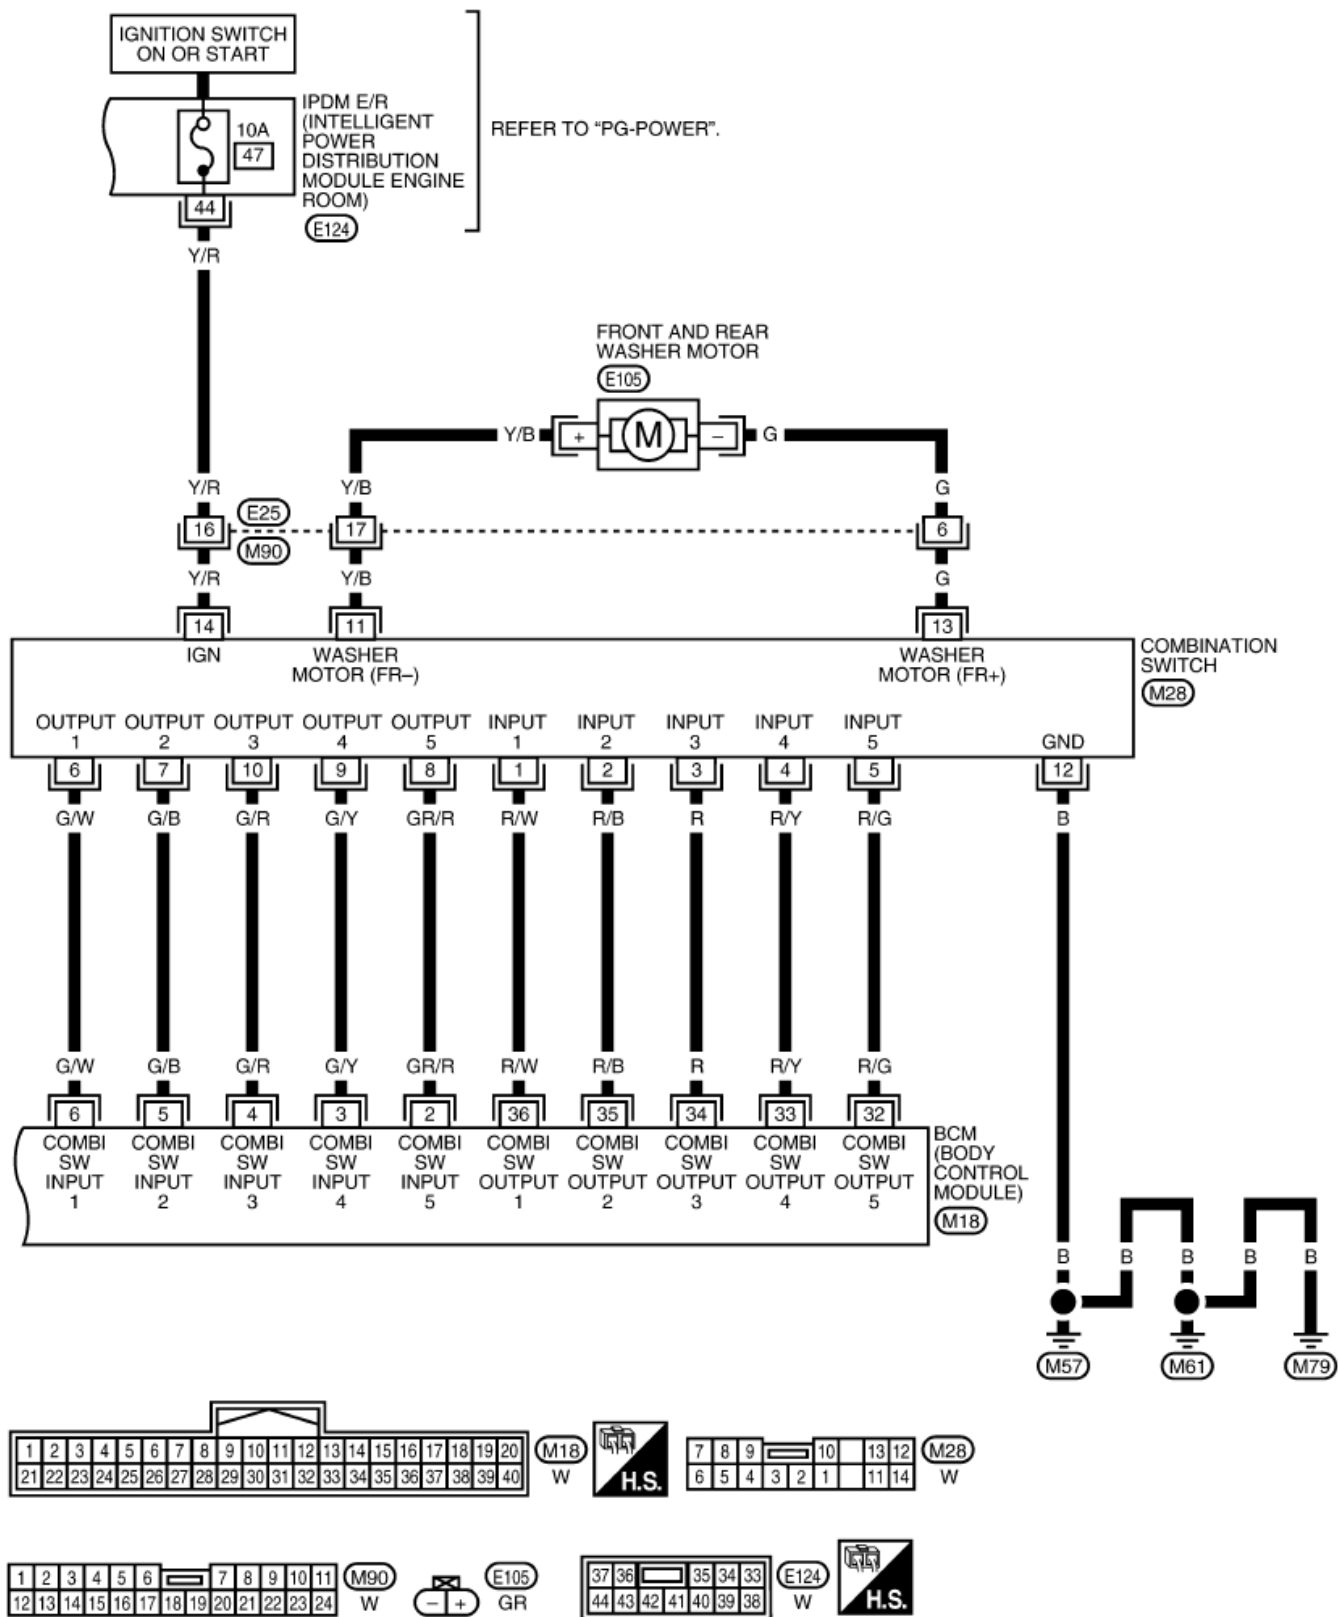 IGNITION SWITCH
ON OR START
IPDM E/R
(INTELLIGENT
POWER
DISTRIBUTION
MODULE ENGINE
ROOM)
E124
10A
47
44
REFER TO “PG-POWER”.
Y/R
FRONT AND REAR
WASHER MOTOR
E105
Y/B + M – G
Y/R Y/B G
16 E25 17 6
M90
Y/R Y/B G
14 11 13
IGN WASHER WASHER
MOTOR (FR–) MOTOR (FR+)
COMBINATION
SWITCH
M28
OUTPUT OUTPUT OUTPUT OUTPUT OUTPUT INPUT INPUT INPUT INPUT INPUT
1 2 3 4 5 1 2 3 4 5 GND
6 7 10 9 8 1 2 3 4 5 12
G/W G/B G/R G/Y GR/R R/W R/B R R/Y R/G B
G/W G/B G/R G/Y GR/R R/W R/B R R/Y R/G
6 5 4 3 2 36 35 34 33 32
COMBI COMBI COMBI COMBI COMBI COMBI COMBI COMBI COMBI COMBI
SW SW SW SW SW SW SW SW SW SW
INPUT INPUT INPUT INPUT INPUT OUTPUT OUTPUT OUTPUT OUTPUT OUTPUT
1 2 3 4 5 1 2 3 4 5
BCM
(BODY
CONTROL
MODULE)
M18
B B B B B
M57 M61 M79
1 2 3 4 5 6 7 8 9 10 11 12 13 14 15 16 17 18 19 20
21 22 23 24 25 26 27 28 29 30 31 32 33 34 35 36 37 38 39 40
M18
W
H.S.
7 8 9 10 13 12
6 5 4 3 2 1 11 14
M28
W
1 2 3 4 5 6 7 8 9 10 11
12 13 14 15 16 17 18 19 20 21 22 23 24
M90
W
– +
E105
GR
37 36 35 34 33
44 43 42 41 40 39 38
E124
W
H.S.